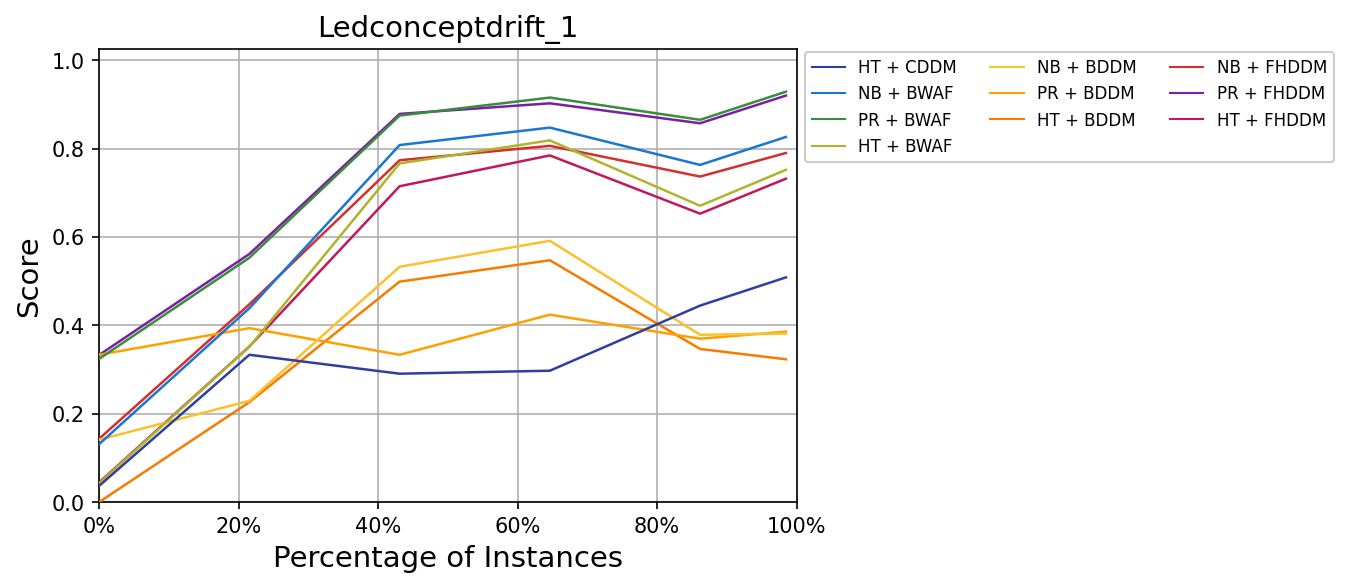 Ledconceptdrift_1
Score
1.0
0.8
0.6
0.4
0.2
0.0
0% 20% 40% 60% 80% 100%
Percentage of Instances
HT + CDDM NB + BDDM NB + FHDDM
NB + BWAF PR + BDDM PR + FHDDM
PR + BWAF HT + BDDM HT + FHDDM
HT + BWAF